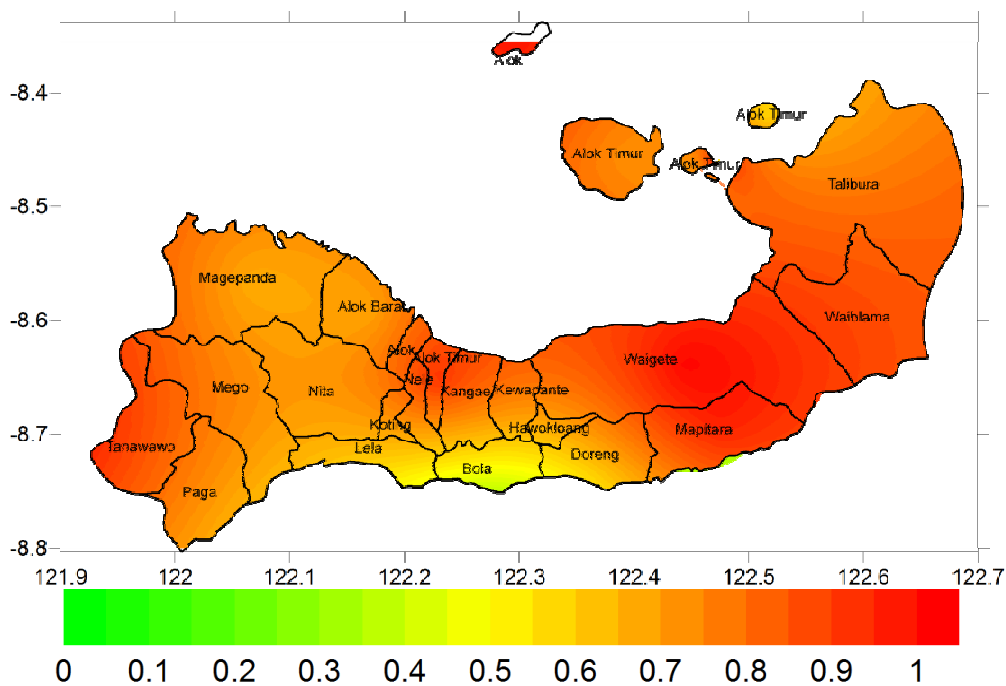 Alok
-8.4
Alok Timur
Alok Timur
Alok Timur
Talibura
-8.5
Magepanda
Alok Barat
-8.6
Waiblama
Alok
Alok Timur
Waigete
Nele
Mego
Nita
Kangae
Kewapante
Koting
Hawokloang
Mapitara
-8.7
Tanawawo
Lela
Doreng
Bola
Paga
-8.8
121.9 122 122.1 122.2 122.3 122.4 122.5 122.6 122.7
0 0.1 0.2 0.3 0.4 0.5 0.6 0.7 0.8 0.9 1